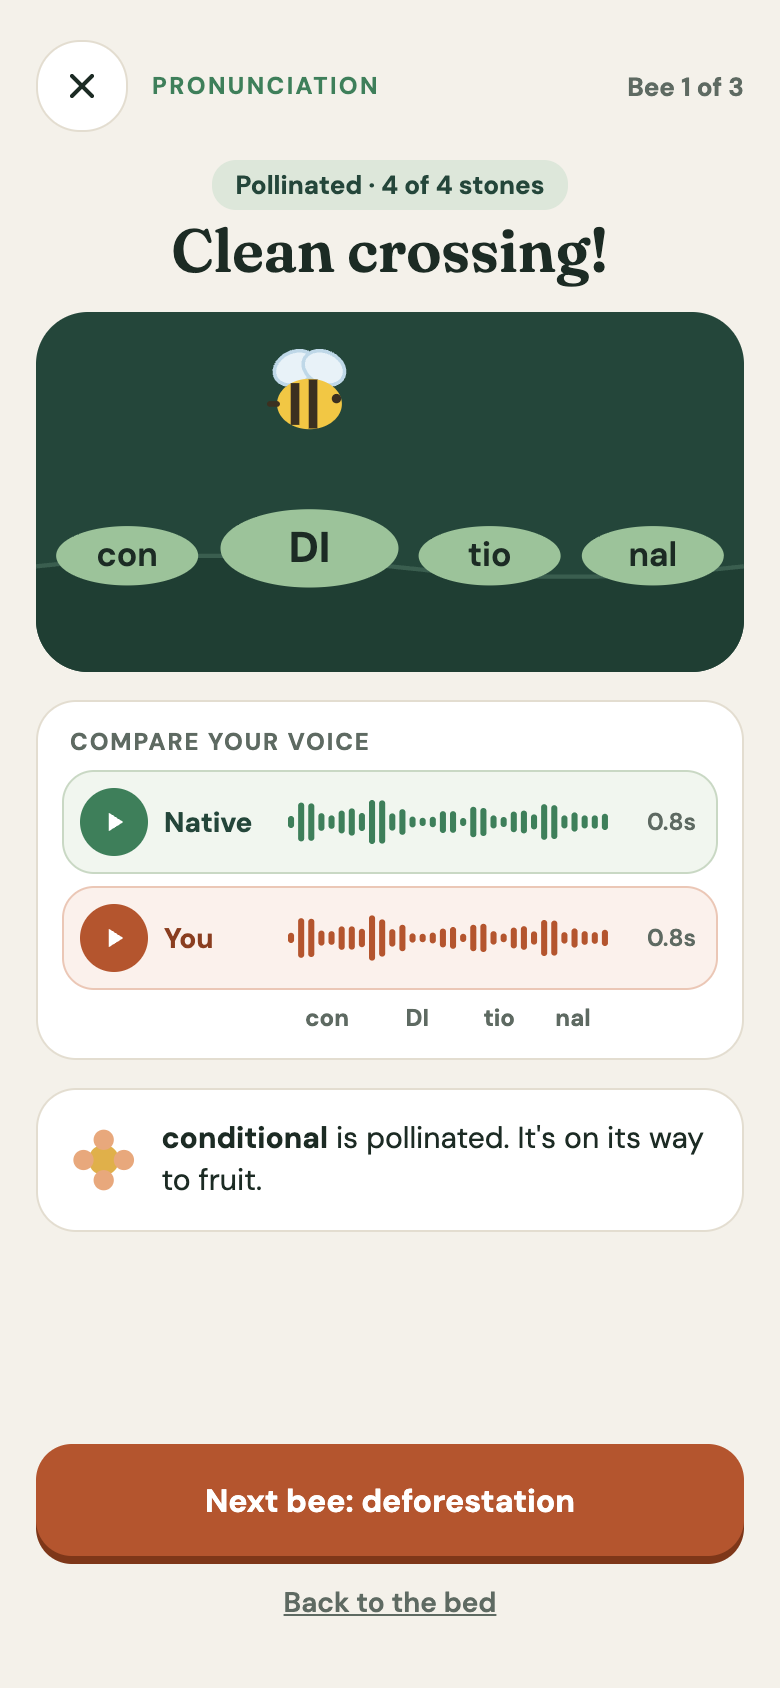 PRONUNCIATION
Bee 1 of 3
Pollinated · 4 of 4 stones
Clean crossing!
con
DI
tio
nal
COMPARE YOUR VOICE
Native
0.8s
You
0.8s
con DI tio nal
conditional is pollinated. It's on its way
to fruit.
Next bee: deforestation
Back to the bed